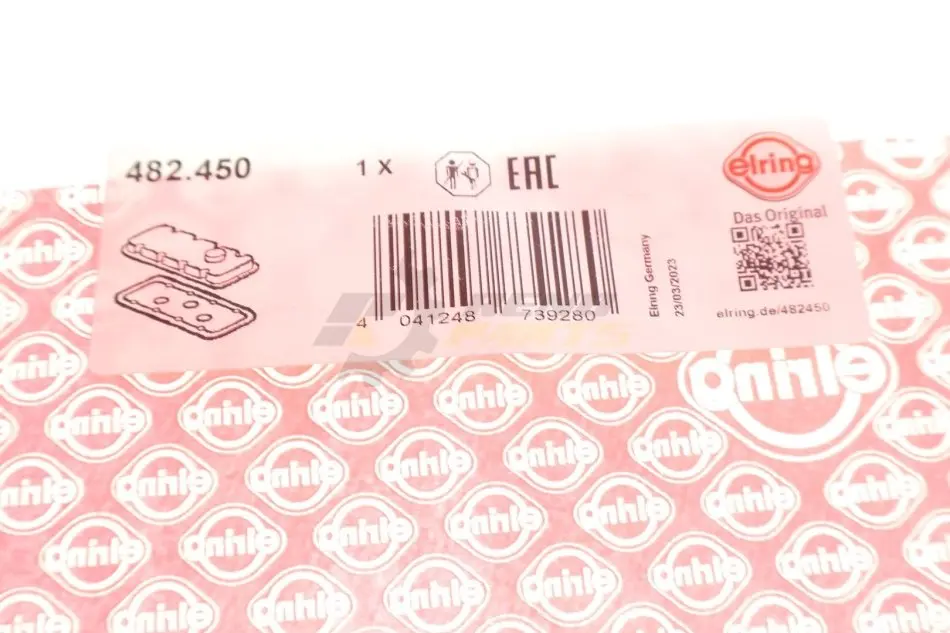 482.450
1 X
EAC
elring
Das Original
4 041248 739280
Elring Germany
23/03/2023
elring.de/482450